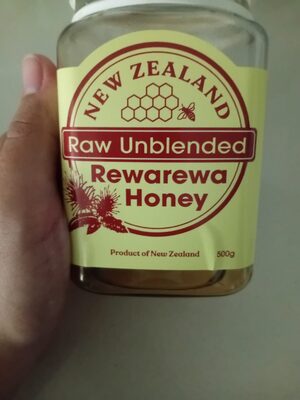 NEW ZEALAND
Raw Unblended
Rewarewa
Honey
Product of New Zealand 500g